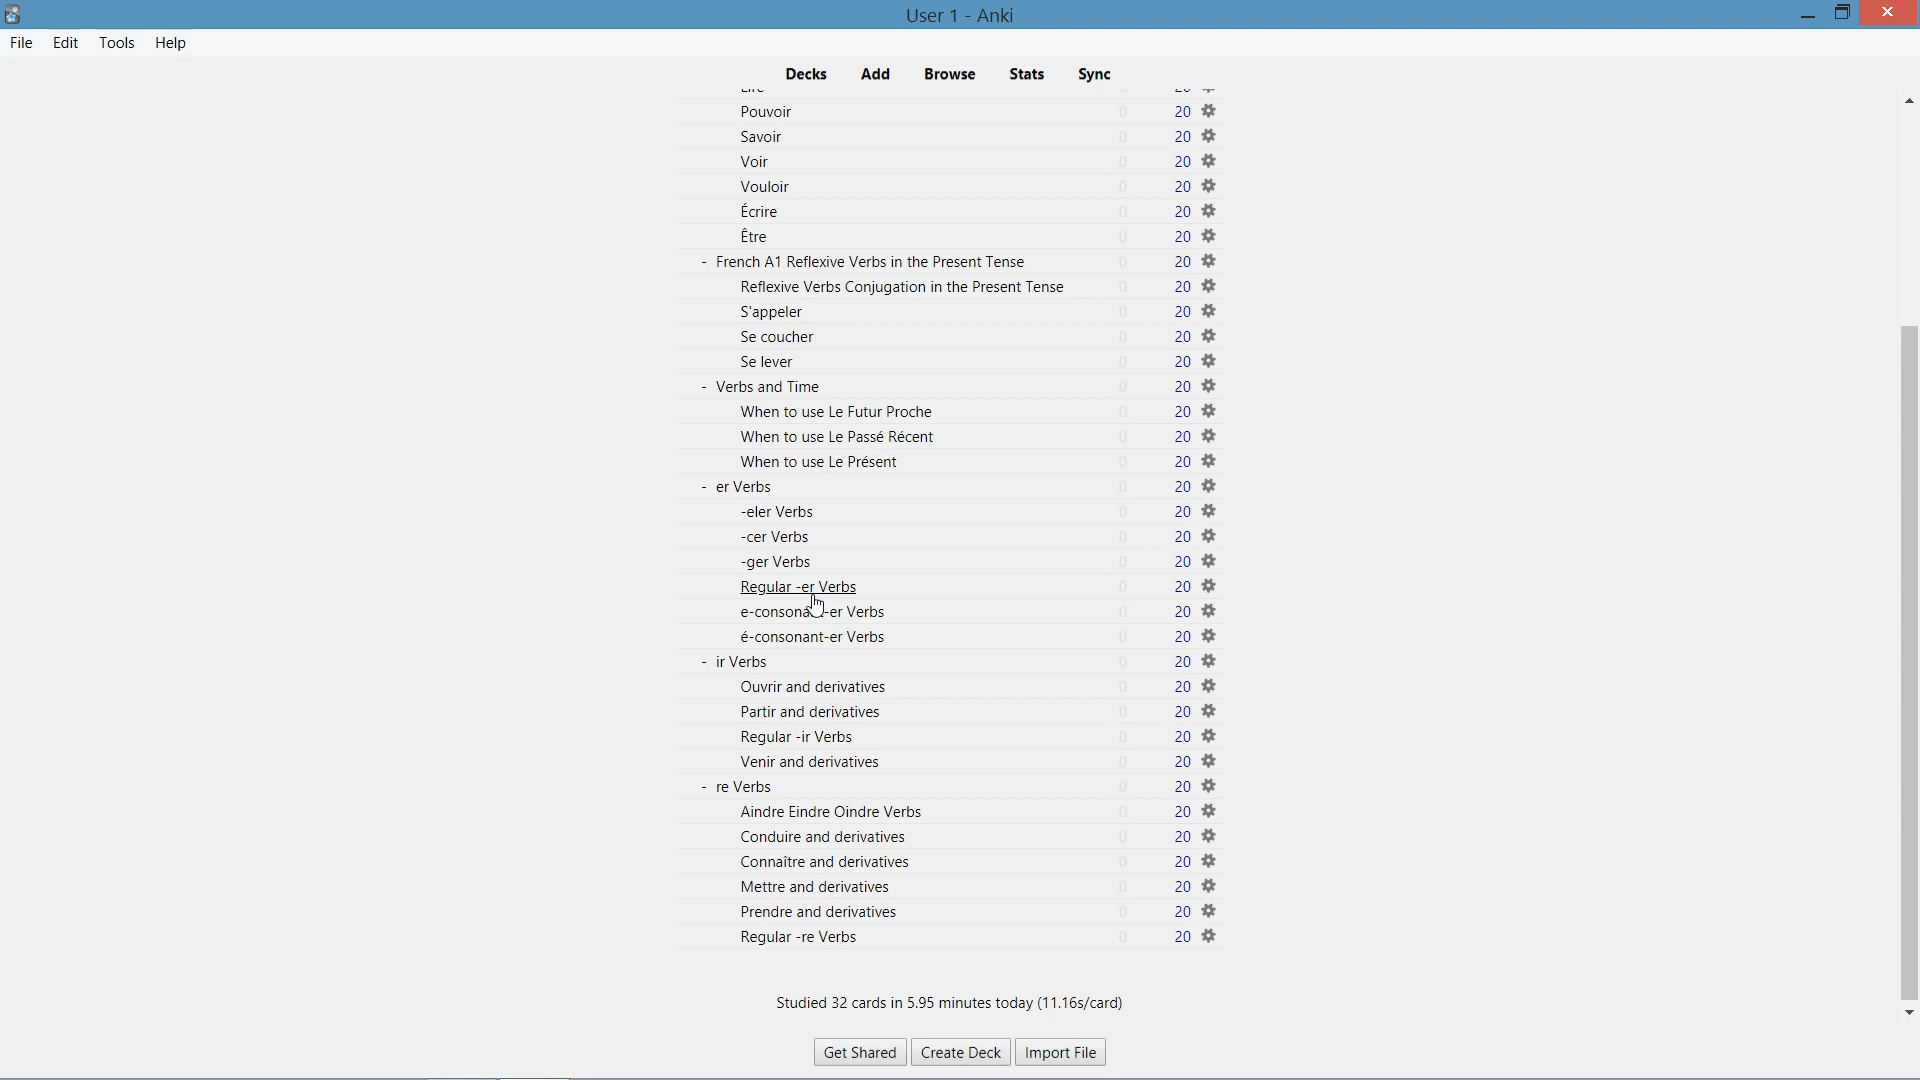 User 1 - Anki
File Edit Tools Help
Decks Add Browse Stats Sync
Pouvoir 0 20
Savoir 0 20
Voir 0 20
Vouloir 0 20
Écrire 0 20
Être 0 20
- French A1 Reflexive Verbs in the Present Tense 0 20
Reflexive Verbs Conjugation in the Present Tense 0 20
S'appeler 0 20
Se coucher 0 20
Se lever 0 20
- Verbs and Time 0 20
When to use Le Futur Proche 0 20
When to use Le Passé Récent 0 20
When to use Le Présent 0 20
- er Verbs 0 20
-eler Verbs 0 20
-cer Verbs 0 20
-ger Verbs 0 20
Regular -er Verbs 0 20
e-consonant-er Verbs 0 20
é-consonant-er Verbs 0 20
- ir Verbs 0 20
Ouvrir and derivatives 0 20
Partir and derivatives 0 20
Regular -ir Verbs 0 20
Venir and derivatives 0 20
- re Verbs 0 20
Aindre Eindre Oindre Verbs 0 20
Conduire and derivatives 0 20
Connaître and derivatives 0 20
Mettre and derivatives 0 20
Prendre and derivatives 0 20
Regular -re Verbs 0 20
Studied 32 cards in 5.95 minutes today (11.16s/card)
Get Shared Create Deck Import File